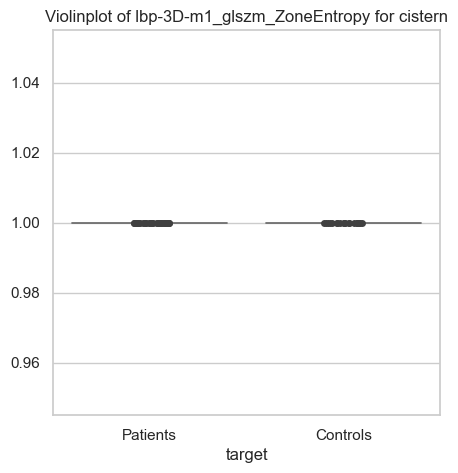 Violinplot of lbp-3D-m1_glszm_ZoneEntropy for cistern
1.04
1.02
1.00
0.98
0.96
Patients Controls
target